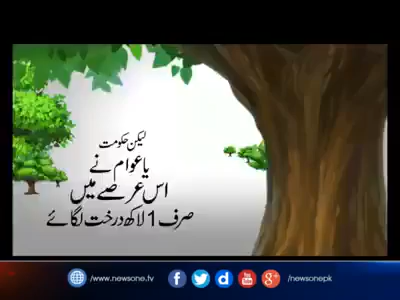 لیکن حکومت
یا عوام نے
اس عرصے میں
صرف 1 لاکھ درخت لگائے
www.newsone.tv
/newsonepk